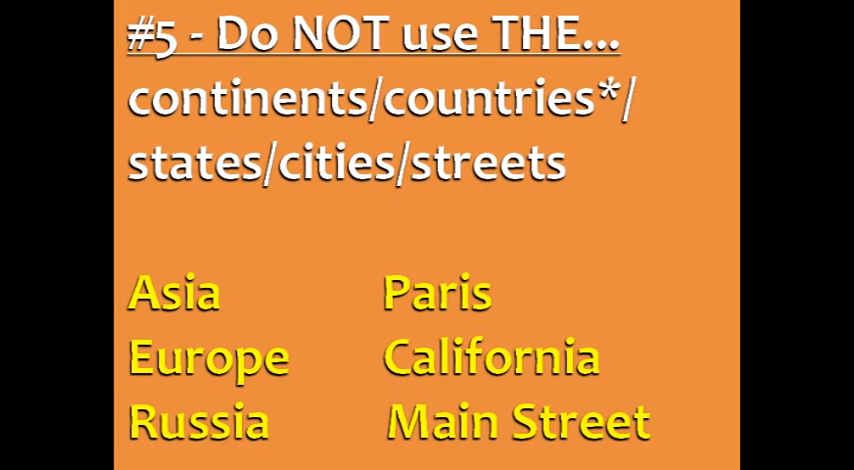 #5 - Do NOT use THE...
continents/countries*/
states/cities/streets
Asia Paris
Europe California
Russia Main Street